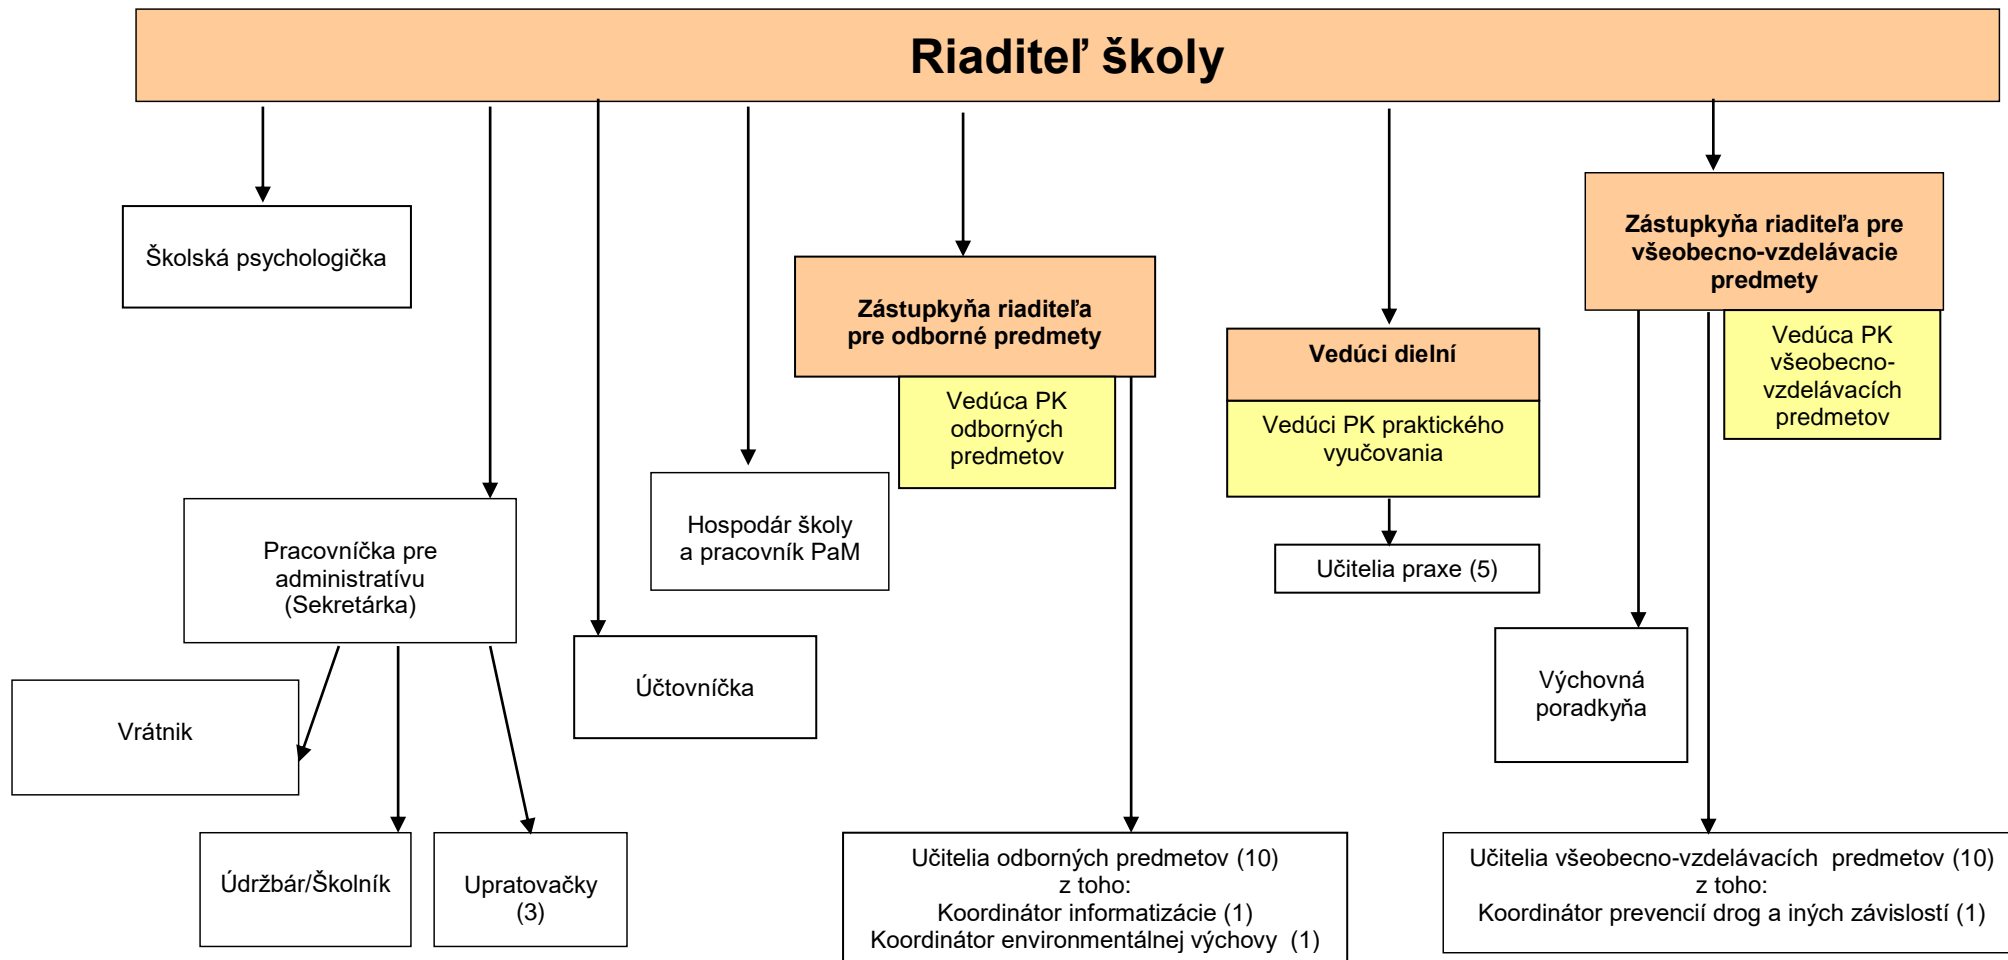 Riaditeľ školy
Školská psychologička
Zástupkyňa riaditeľa pre
všeobecno-vzdelávacie
predmety
Zástupkyňa riaditeľa
pre odborné predmety
Vedúci dielní
Vedúca PK
všeobecno-
vzdelávacích
predmetov
Vedúca PK
odborných
predmetov
Vedúci PK praktického
vyučovania
Pracovníčka pre
administratívu
(Sekretárka)
Hospodár školy
a pracovník PaM
Učitelia praxe (5)
Účtovníčka
Výchovná
poradkyňa
Vrátnik
Údržbár/Školník
Upratovačky
(3)
Učitelia odborných predmetov (10)
z toho:
Koordinátor informatizácie (1)
Koordinátor environmentálnej výchovy (1)
Učitelia všeobecno-vzdelávacích predmetov (10)
z toho:
Koordinátor prevencií drog a iných závislostí (1)